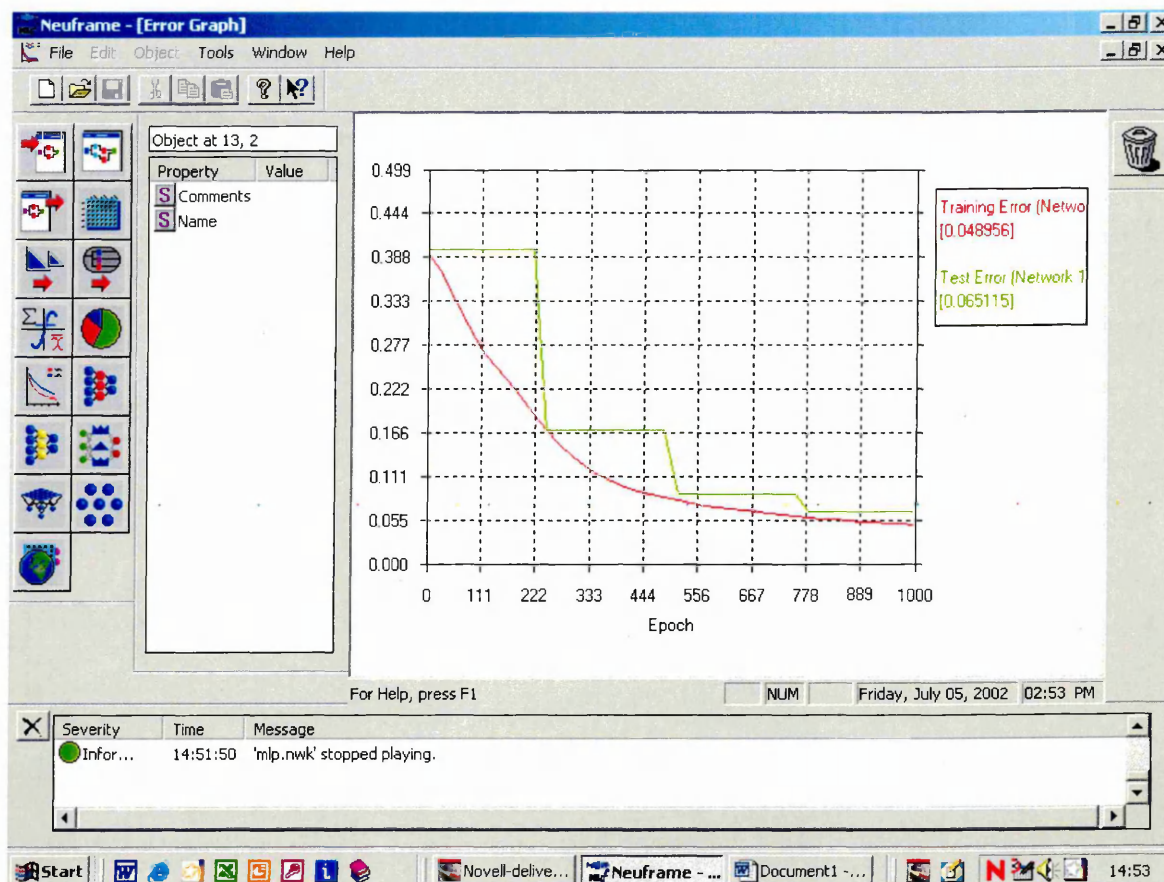 Neuframe - [Error Graph]
File Edit Object Tools Window Help
Object at 13, 2
Property Value
S Comments
S Name
0.499
0.444
0.388
0.333
0.277
0.222
0.166
0.111
0.055
0.000
0 111 222 333 444 556 667 778 889 1000
Epoch
Training Error (Netwo
[0.048956]
Test Error (Network 1
[0.065115]
For Help, press F1 NUM Friday, July 05, 2002 02:53 PM
Severity Time Message
Infor... 14:51:50 'mlp.nwk' stopped playing.
Start Novell-delive... Neuframe - ... Document1 -... 14:53